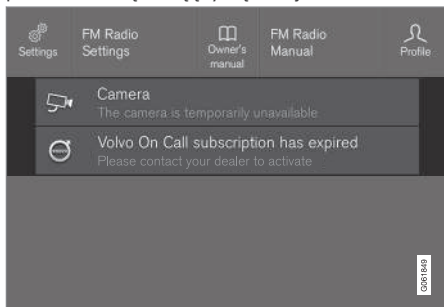 Settings
FM Radio
Settings
Owner's
manual
FM Radio
Manual
Profile
Camera
The camera is temporarily unavailable
Volvo On Call subscription has expired
Please contact your dealer to activate
G061849